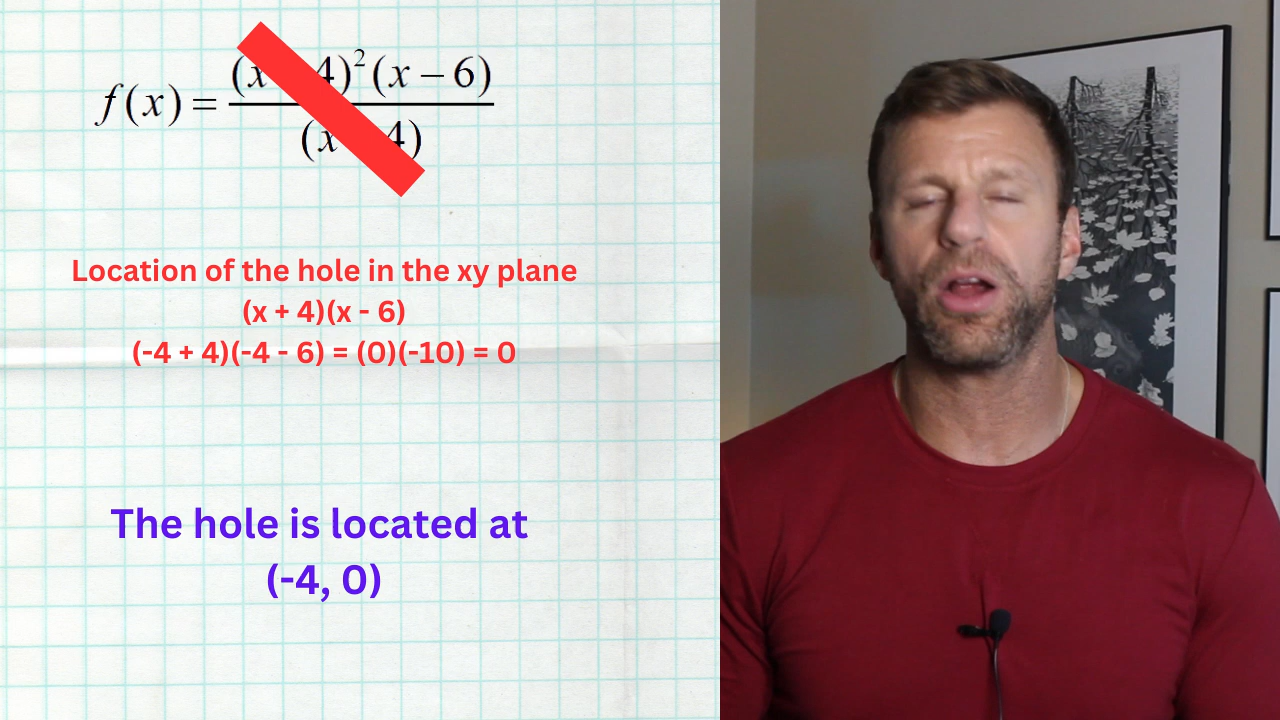 f(x) = (x 4)²(x – 6)
(x 4)
Location of the hole in the xy plane
(x + 4)(x - 6)
(-4 + 4)(-4 - 6) = (0)(-10) = 0
The hole is located at
(-4, 0)